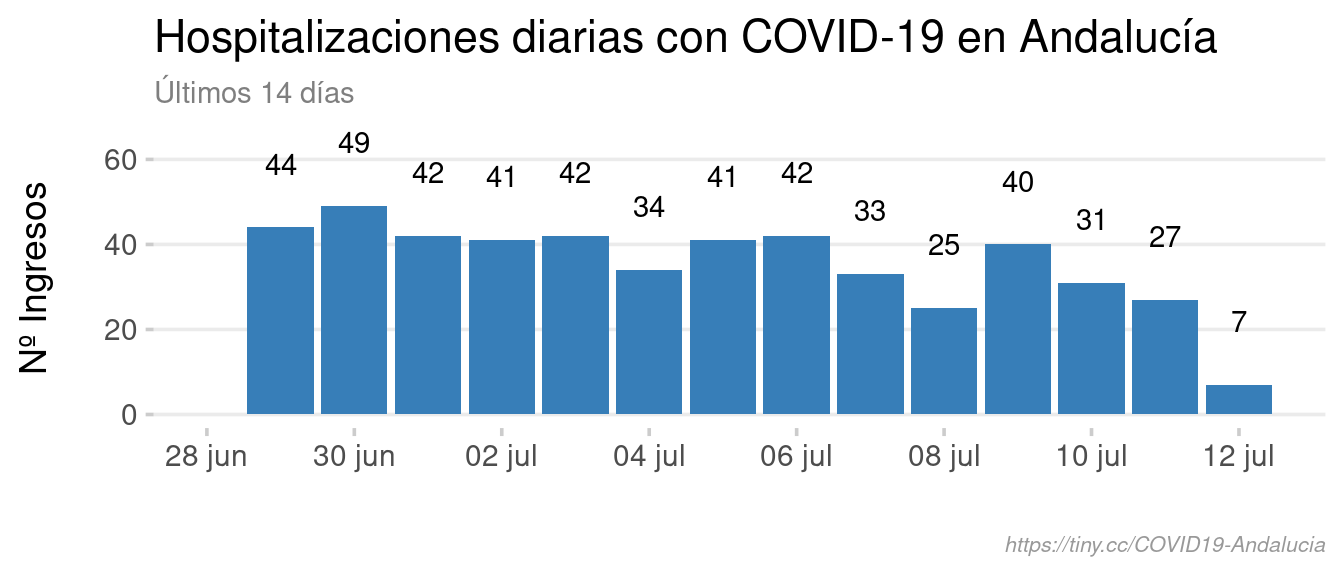 Hospitalizaciones diarias con COVID-19 en Andalucía
Últimos 14 días
Nº Ingresos
60
40
20
0
44
49
42
41
42
34
41
42
33
25
40
31
27
7
28 jun
30 jun
02 jul
04 jul
06 jul
08 jul
10 jul
12 jul
https://tiny.cc/COVID19-Andalucia